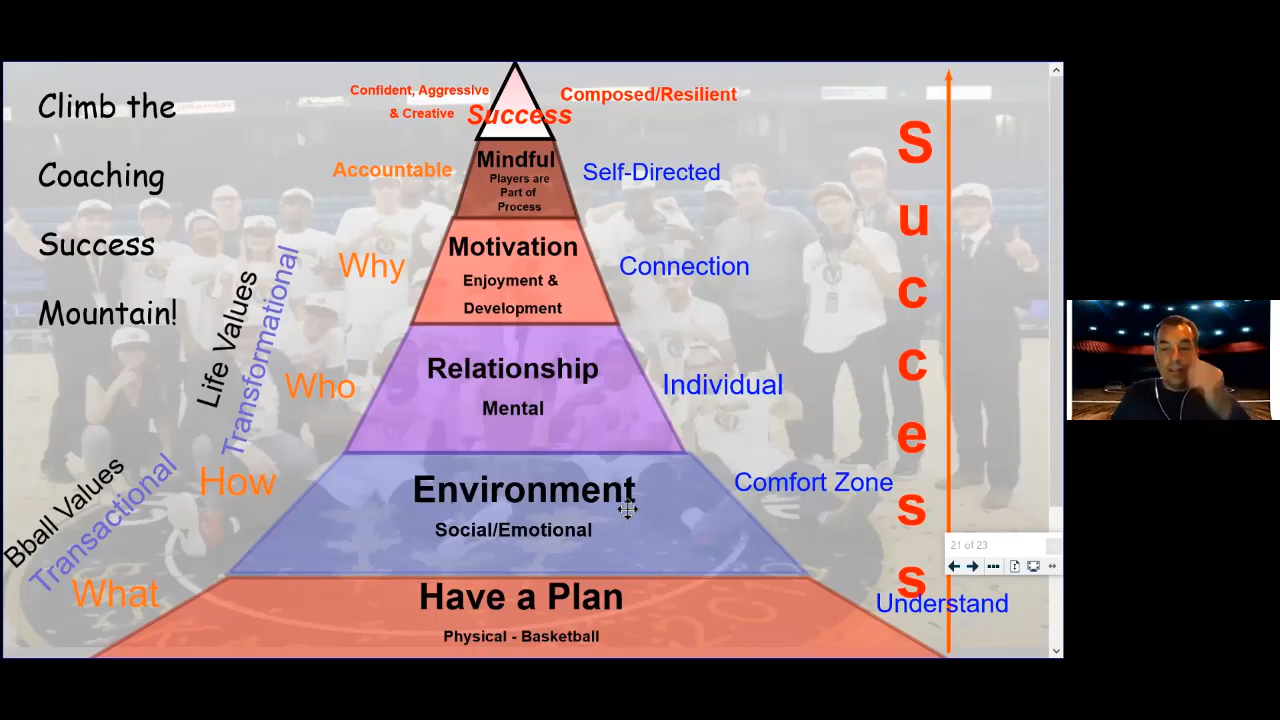 Climb the
Coaching
Success
Mountain!
Confident, Aggressive
& Creative
Success
Composed/Resilient
Accountable
Mindful
Players are
Part of
Process
Self-Directed
Why
Motivation
Enjoyment &
Development
Connection
Life Values
Transformational
Who
Relationship
Mental
Individual
Bball Values
Transactional
How
Environment
Social/Emotional
Comfort Zone
What
Have a Plan
Physical - Basketball
Understand
Success
21 of 23